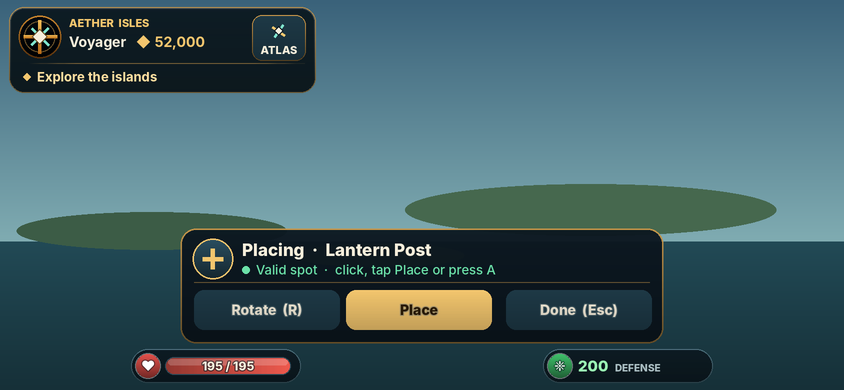 AETHER ISLES
Voyager 52,000
ATLAS
Explore the islands
Placing · Lantern Post
Valid spot · click, tap Place or press A
Rotate (R)
Place
Done (Esc)
195 / 195
200 DEFENSE